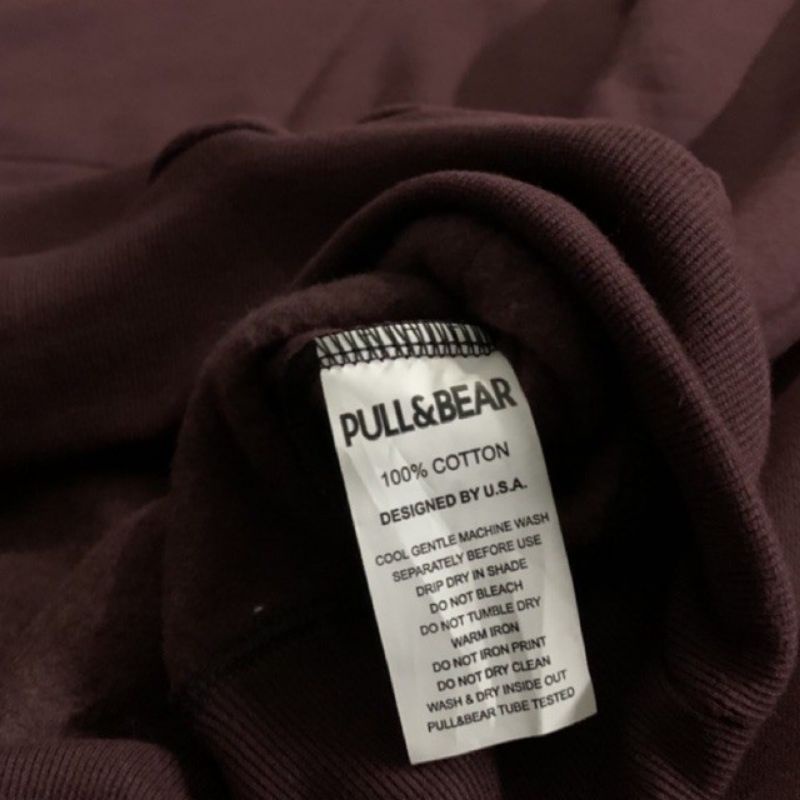 PULL&BEAR
100% COTTON
DESIGNED BY U.S.A.
COOL GENTLE MACHINE WASH
SEPARATELY BEFORE USE
DRIP DRY IN SHADE
DO NOT BLEACH
DO NOT TUMBLE DRY
WARM IRON
DO NOT IRON PRINT
DO NOT DRY CLEAN
WASH & DRY INSIDE OUT
PULL&BEAR TUBE TESTED